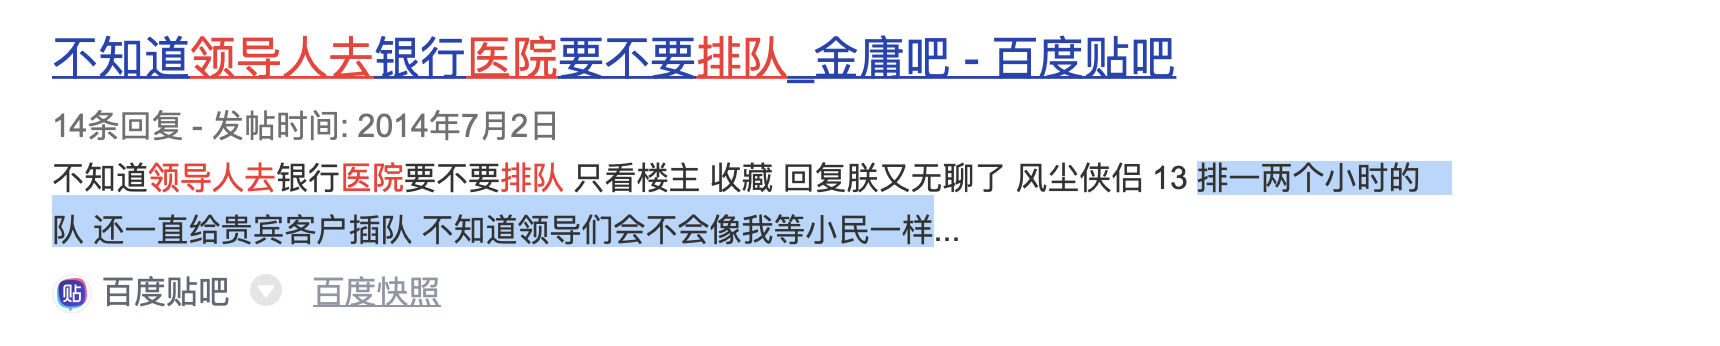 不知道领导人去银行医院要不要排队_金庸吧 - 百度贴吧
14条回复 - 发帖时间: 2014年7月2日
不知道领导人去银行医院要不要排队 只看楼主 收藏 回复朕又无聊了 风尘侠侣 13 排一两个小时的
队 还一直给贵宾客户插队 不知道领导们会不会像我等小民一样...
贴 百度贴吧 百度快照